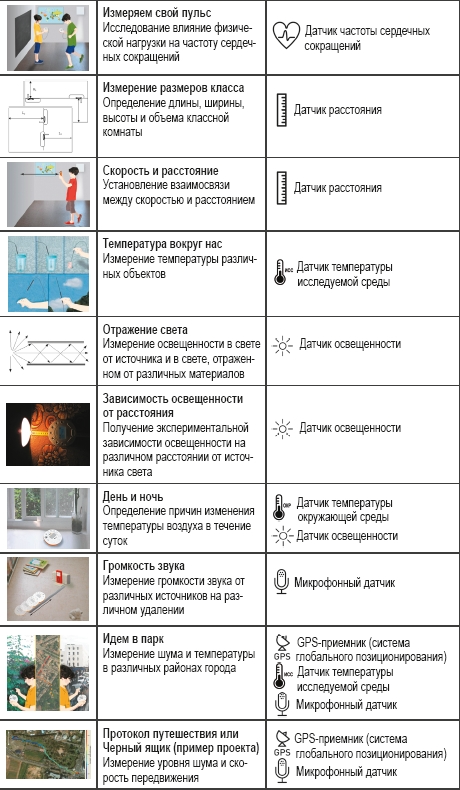 Измеряем свой пульс
Исследование влияние физиче-
ской нагрузки на частоту сердеч-
ных сокращений
Датчик частоты сердечных
сокращений
Измерение размеров класса
Определение длины, ширины,
высоты и объема классной
комнаты
Датчик расстояния
Скорость и расстояние
Установление взаимосвязи
между скоростью и расстоянием
Датчик расстояния
Температура вокруг нас
Измерение температуры различ-
ных объектов
исс
Датчик температуры
исследуемой среды
Отражение света
Измерение освещенности в свете
от источника и в свете, отражен-
ном от различных материалов
Датчик освещенности
Зависимость освещенности
от расстояния
Получение экспериментальной
зависимости освещенности на
различном расстоянии от источ-
ника света
Датчик освещенности
День и ночь
Определение причин изменения
температуры воздуха в течение
суток
окр
Датчик температуры
окружающей среды
Датчик освещенности
Громкость звука
Измерение громкости звука от
различных источников на раз-
личном удалении
Микрофонный датчик
Идем в парк
Измерение шума и температуры
в различных районах города
GPS
GPS-приемник (система
глобального позиционирования)
исс
Датчик температуры
исследуемой среды
Микрофонный датчик
Протокол путешествия или
Черный ящик (пример проекта)
Измерение уровня шума и ско-
рость передвижения
GPS
GPS-приемник (система
глобального позиционирования)
Микрофонный датчик